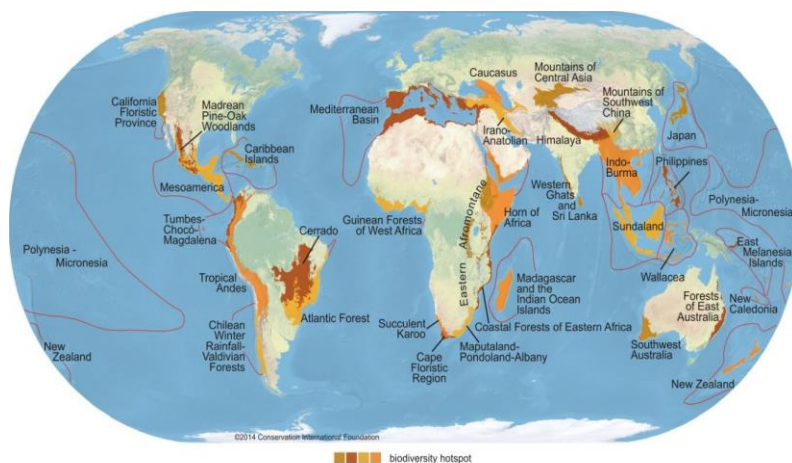 California
Floristic
Province
Madrean
Pine-Oak
Woodlands
Caribbean
Islands
Mesoamerica
Tumbes-
Chocó-
Magdalena
Polynesia -
Micronesia
Tropical
Andes
Cerrado
Atlantic Forest
Chilean
Winter
Rainfall-
Valdivian
Forests
New
Zealand
Mediterranean
Basin
Caucasus
Irano-
Anatolian
Mountains of
Central Asia
Mountains of
Southwest
China
Himalaya
Japan
Indo-
Burma
Philippines
Western
Ghats
and
Sri Lanka
Guinean Forests
of West Africa
Eastern Afromontane
Horn of
Africa
Sundaland
Polynesia-
Micronesia
Wallacea
East
Melanesian
Islands
Madagascar
and the
Indian Ocean
Islands
Coastal Forests of Eastern Africa
Succulent
Karoo
Cape
Floristic
Region
Maputaland-
Pondoland-Albany
Forests
of East
Australia
New
Caledonia
Southwest
Australia
New Zealand
©2014 Conservation International Foundation
biodiversity hotspot